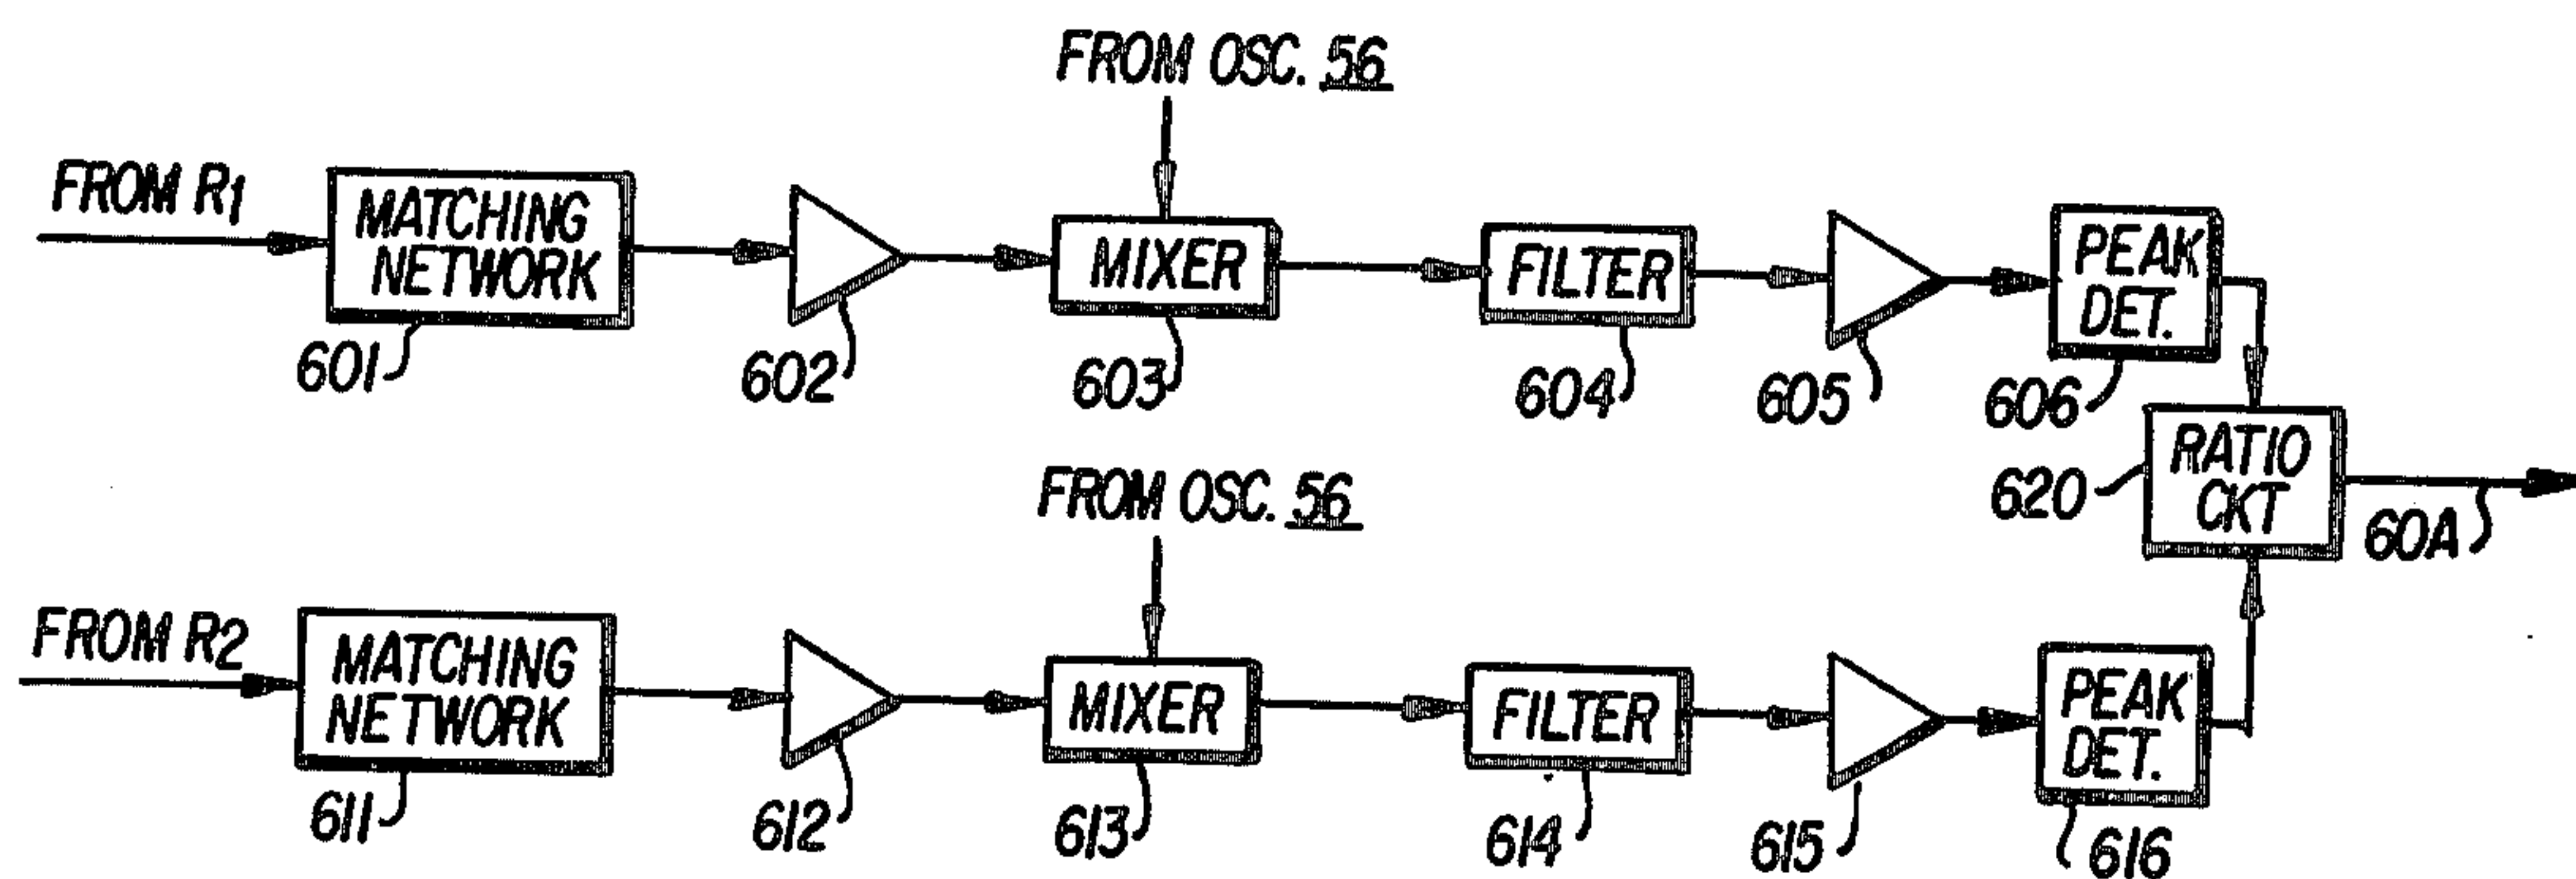 FROM OSC. 56
FROM R1
MATCHING
NETWORK
MIXER
FILTER
PEAK
DET.
601
602
603
604
605
606
RATIO
CKT
620
60A
FROM OSC. 56
FROM R2
MATCHING
NETWORK
MIXER
FILTER
PEAK
DET.
611
612
613
614
615
616